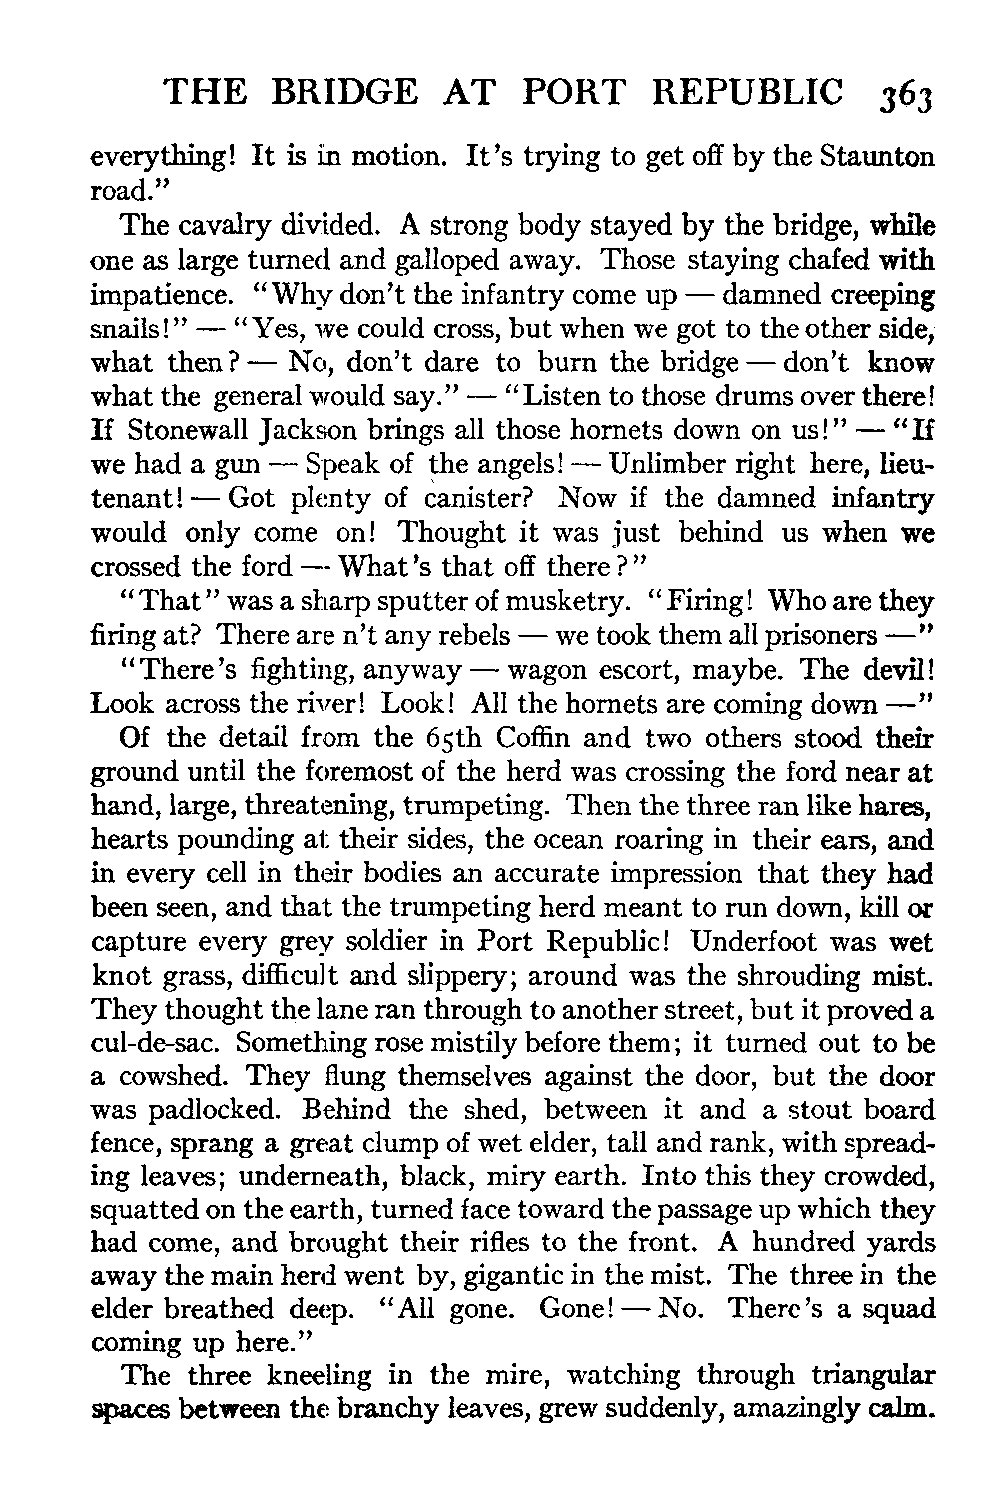 THE BRIDGE AT PORT REPUBLIC 363
everything! It is in motion. It's trying to get off by the Staunton
road."
The cavalry divided. A strong body stayed by the bridge, while
one as large turned and galloped away. Those staying chafed with
impatience. "Why don't the infantry come up — damned creeping
snails!" — "Yes, we could cross, but when we got to the other side,
what then? — No, don't dare to burn the bridge — don't know
what the general would say." — "Listen to those drums over there!
If Stonewall Jackson brings all those hornets down on us!" — "If
we had a gun — Speak of the angels! — Unlimber right here, lieu-
tenant! — Got plenty of canister? Now if the damned infantry
would only come on! Thought it was just behind us when we
crossed the ford — What's that off there?"
"That" was a sharp sputter of musketry. "Firing! Who are they
firing at? There are n't any rebels — we took them all prisoners —"
"There's fighting, anyway — wagon escort, maybe. The devil!
Look across the river! Look! All the hornets are coming down —"
Of the detail from the 65th Coffin and two others stood their
ground until the foremost of the herd was crossing the ford near at
hand, large, threatening, trumpeting. Then the three ran like hares,
hearts pounding at their sides, the ocean roaring in their ears, and
in every cell in their bodies an accurate impression that they had
been seen, and that the trumpeting herd meant to run down, kill or
capture every grey soldier in Port Republic! Underfoot was wet
knot grass, difficult and slippery; around was the shrouding mist.
They thought the lane ran through to another street, but it proved a
cul-de-sac. Something rose mistily before them; it turned out to be
a cowshed. They flung themselves against the door, but the door
was padlocked. Behind the shed, between it and a stout board
fence, sprang a great clump of wet elder, tall and rank, with spread-
ing leaves; underneath, black, miry earth. Into this they crowded,
squatted on the earth, turned face toward the passage up which they
had come, and brought their rifles to the front. A hundred yards
away the main herd went by, gigantic in the mist. The three in the
elder breathed deep. "All gone. Gone! — No. There's a squad
coming up here."
The three kneeling in the mire, watching through triangular
spaces between the branchy leaves, grew suddenly, amazingly calm.